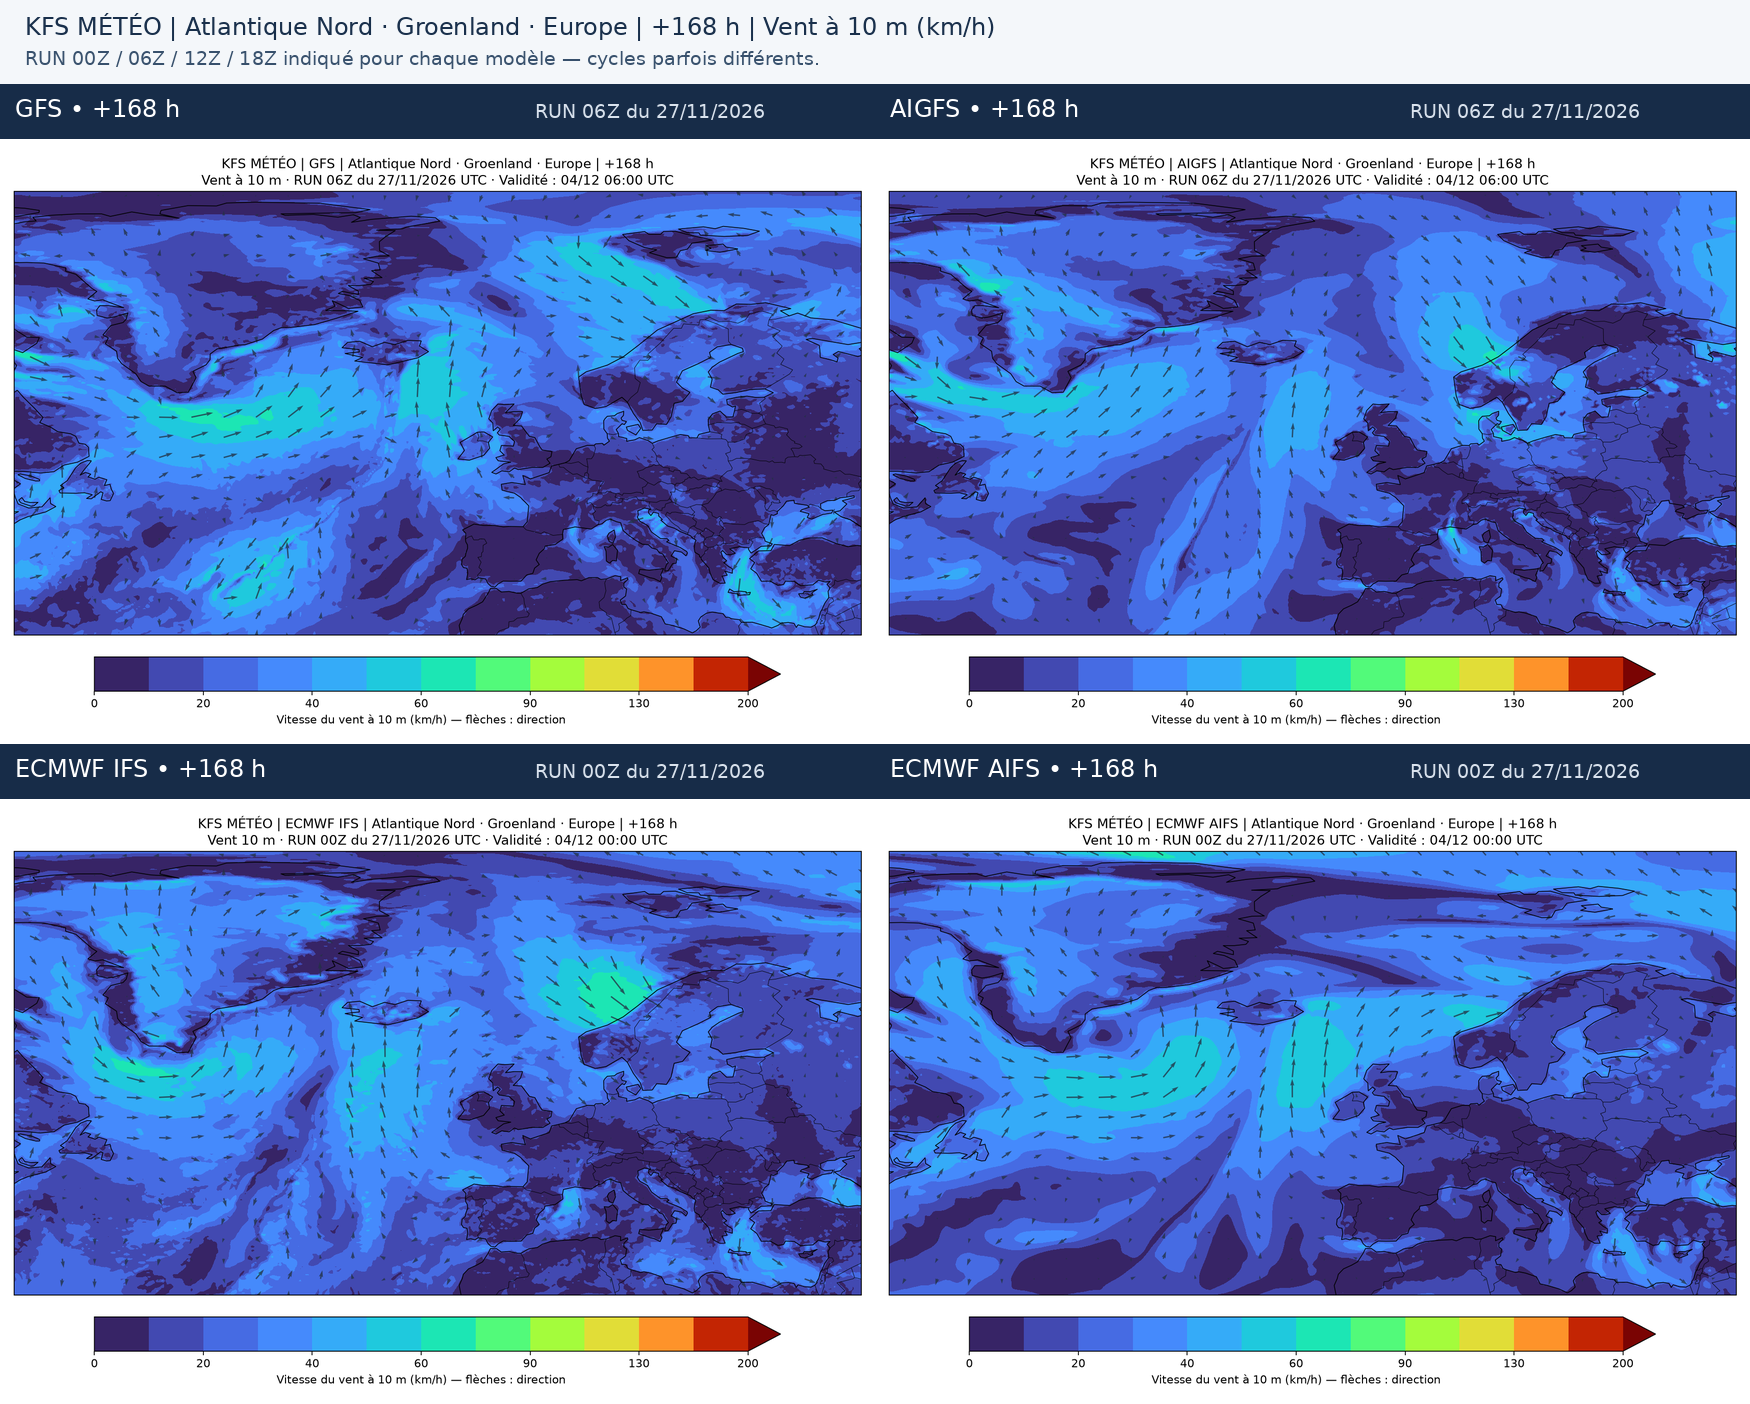 KFS MÉTÉO | Atlantique Nord · Groenland · Europe | +168 h | Vent à 10 m (km/h)
RUN 00Z / 06Z / 12Z / 18Z indiqué pour chaque modèle — cycles parfois différents.
GFS • +168 h
RUN 06Z du 27/11/2026
KFS MÉTÉO | GFS | Atlantique Nord · Groenland · Europe | +168 h
Vent à 10 m · RUN 06Z du 27/11/2026 UTC · Validité : 04/12 06:00 UTC
0 20 40 60 90 130 200
Vitesse du vent à 10 m (km/h) — flèches : direction
AIGFS • +168 h
RUN 06Z du 27/11/2026
KFS MÉTÉO | AIGFS | Atlantique Nord · Groenland · Europe | +168 h
Vent à 10 m · RUN 06Z du 27/11/2026 UTC · Validité : 04/12 06:00 UTC
0 20 40 60 90 130 200
Vitesse du vent à 10 m (km/h) — flèches : direction
ECMWF IFS • +168 h
RUN 00Z du 27/11/2026
KFS MÉTÉO | ECMWF IFS | Atlantique Nord · Groenland · Europe | +168 h
Vent 10 m · RUN 00Z du 27/11/2026 UTC · Validité : 04/12 00:00 UTC
0 20 40 60 90 130 200
Vitesse du vent à 10 m (km/h) — flèches : direction
ECMWF AIFS • +168 h
RUN 00Z du 27/11/2026
KFS MÉTÉO | ECMWF AIFS | Atlantique Nord · Groenland · Europe | +168 h
Vent 10 m · RUN 00Z du 27/11/2026 UTC · Validité : 04/12 00:00 UTC
0 20 40 60 90 130 200
Vitesse du vent à 10 m (km/h) — flèches : direction